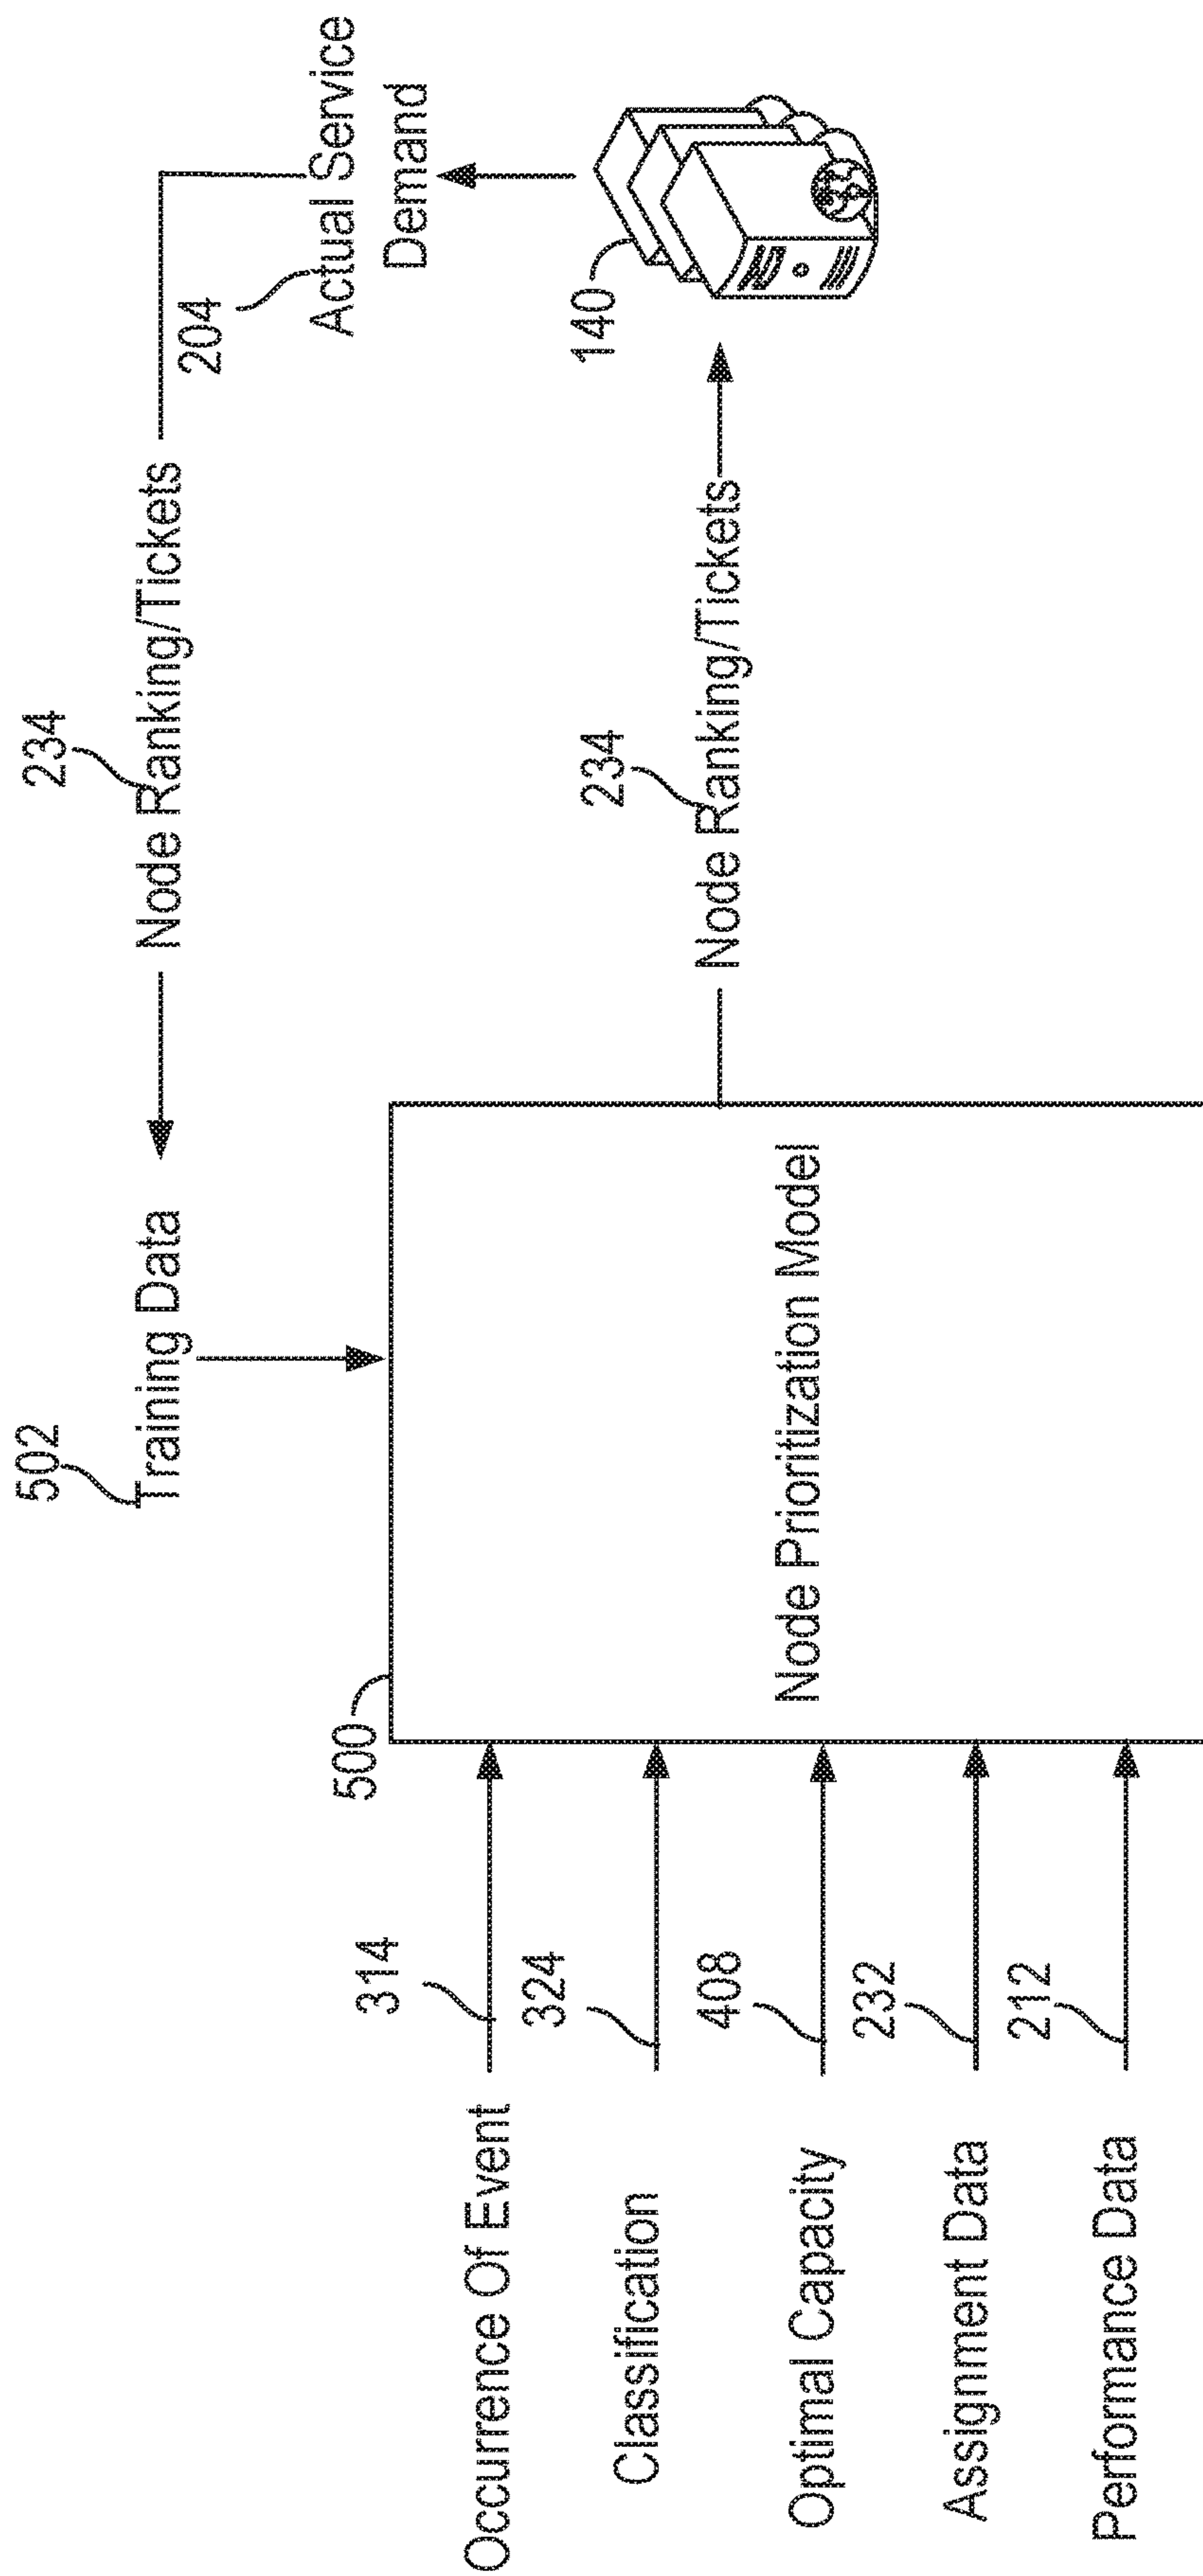 502
Training Data
234
Node Ranking/Tickets
204
Actual Service
Demand
500
Node Prioritization Model
Occurrence Of Event
314
Classification
324
Optimal Capacity
408
Assignment Data
232
Performance Data
212
234
Node Ranking/Tickets
140